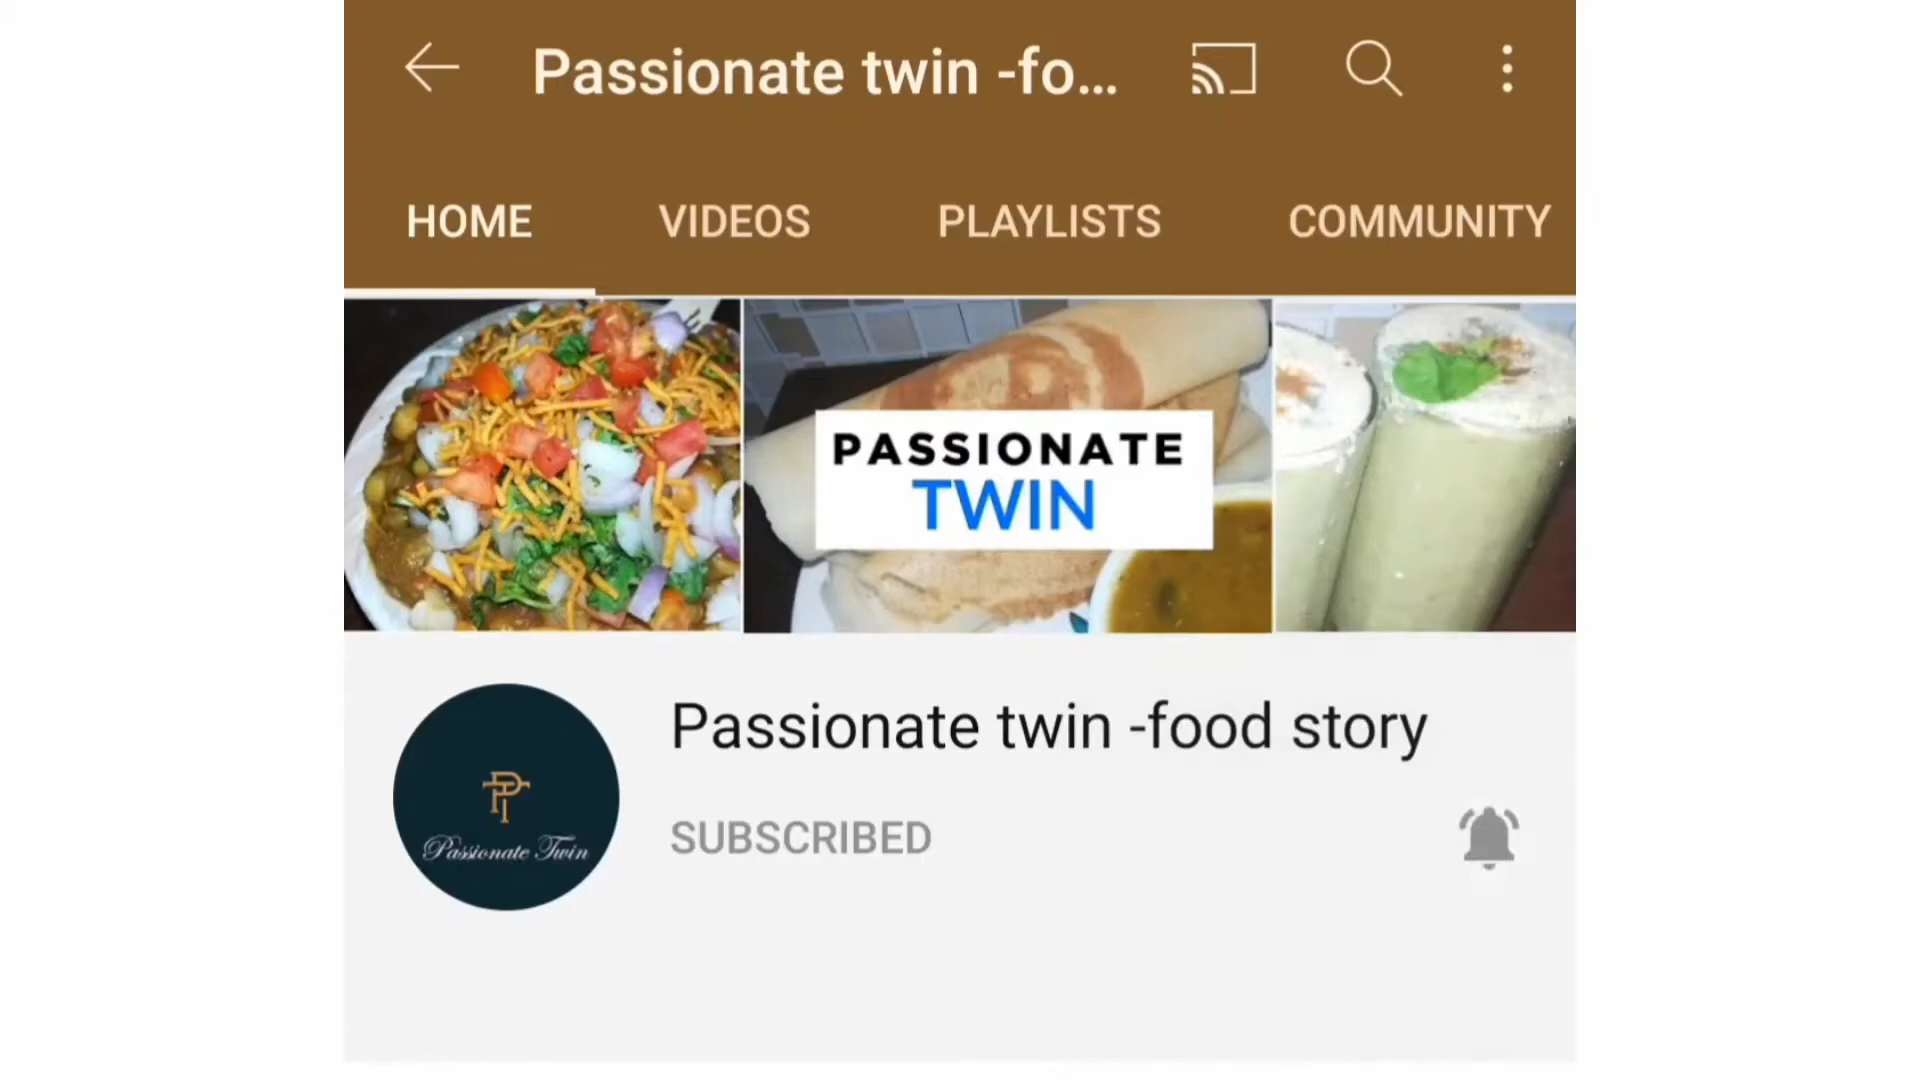 Passionate twin -fo...
HOME VIDEOS PLAYLISTS COMMUNITY
PASSIONATE
TWIN
Passionate twin -food story
SUBSCRIBED
PT
Passionate Twin